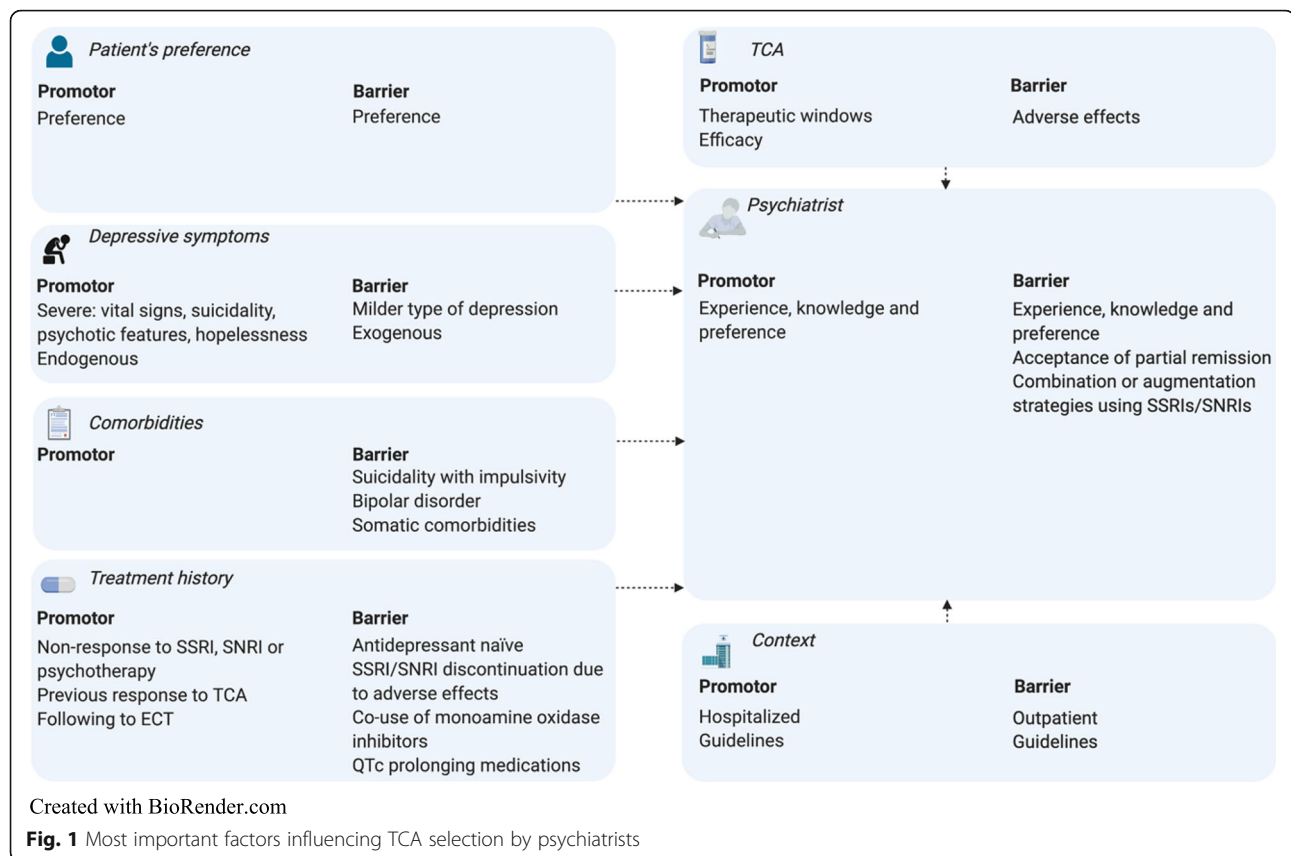 Patient's preference
Promotor
Preference
Barrier
Preference
Depressive symptoms
Promotor
Severe: vital signs, suicidality,
psychotic features, hopelessness
Endogenous
Barrier
Milder type of depression
Exogenous
Comorbidities
Promotor
Barrier
Suicidality with impulsivity
Bipolar disorder
Somatic comorbidities
Treatment history
Promotor
Non-response to SSRI, SNRI or
psychotherapy
Previous response to TCA
Following to ECT
Barrier
Antidepressant naïve
SSRI/SNRI discontinuation due
to adverse effects
Co-use of monoamine oxidase
inhibitors
QTc prolonging medications
TCA
Promotor
Therapeutic windows
Efficacy
Barrier
Adverse effects
Psychiatrist
Promotor
Experience, knowledge and
preference
Barrier
Experience, knowledge and
preference
Acceptance of partial remission
Combination or augmentation
strategies using SSRIs/SNRIs
Context
Promotor
Hospitalized
Guidelines
Barrier
Outpatient
Guidelines
Created with BioRender.com
Fig. 1 Most important factors influencing TCA selection by psychiatrists